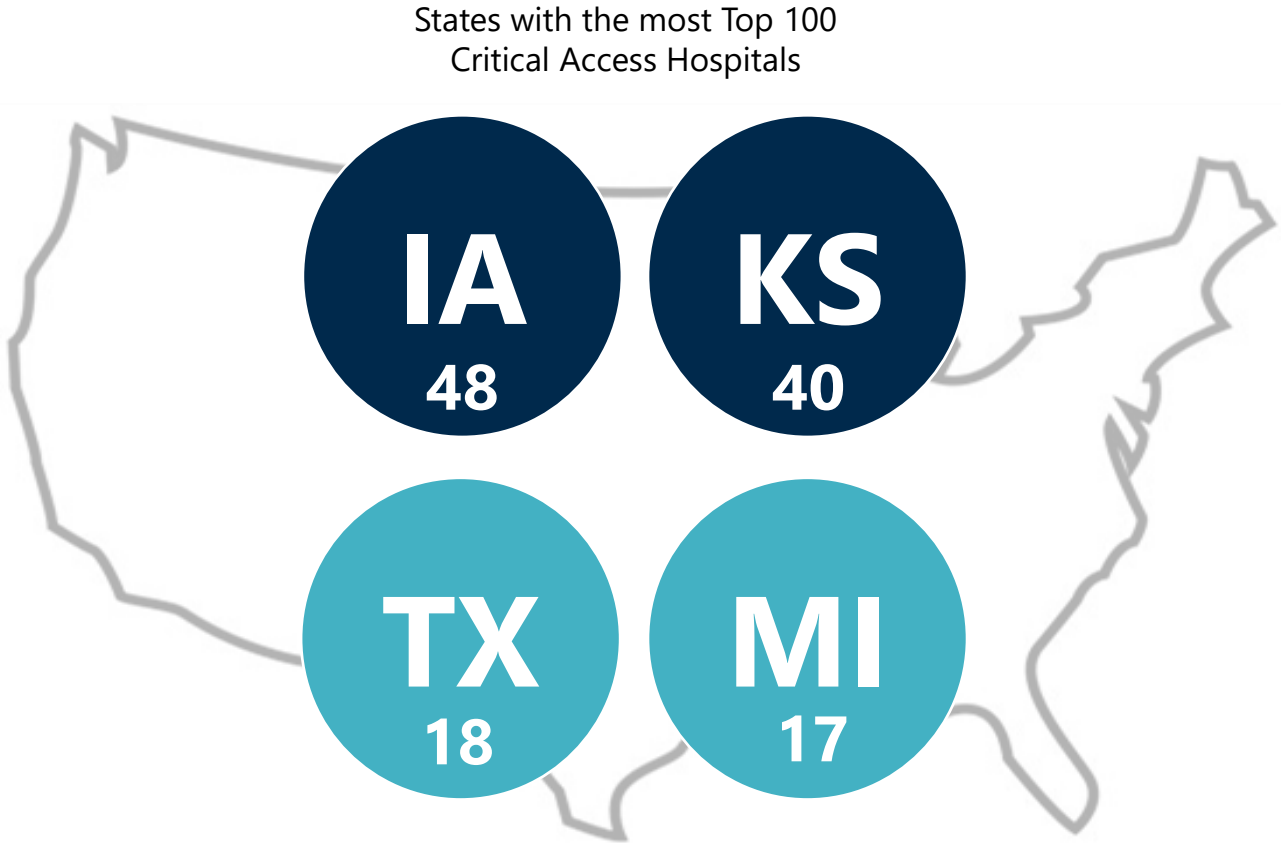 States with the most Top 100
Critical Access Hospitals
IA
48
KS
40
TX
18
MI
17